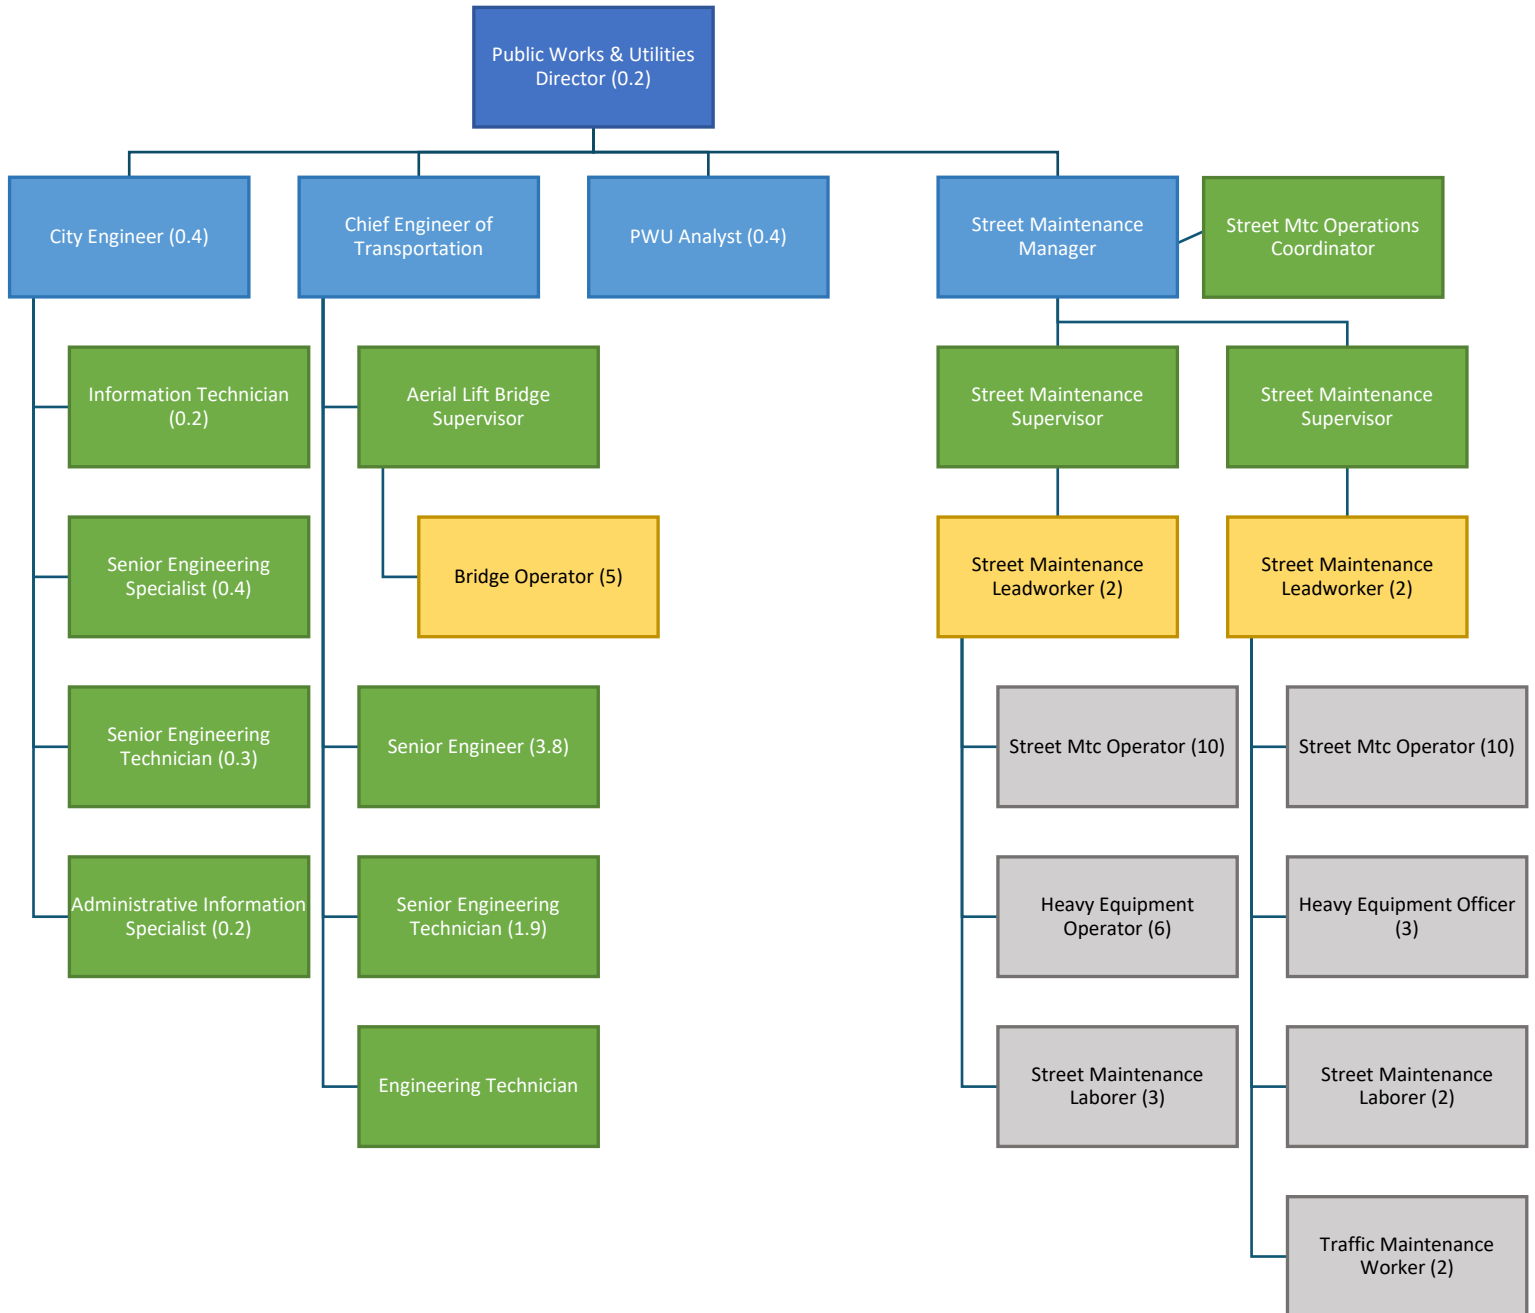 Public Works & Utilities
Director (0.2)
City Engineer (0.4)
Chief Engineer of
Transportation
PWU Analyst (0.4)
Street Maintenance
Manager
Street Mtc Operations
Coordinator
Information Technician
(0.2)
Aerial Lift Bridge
Supervisor
Street Maintenance
Supervisor
Street Maintenance
Supervisor
Senior Engineering
Specialist (0.4)
Bridge Operator (5)
Street Maintenance
Leadworker (2)
Street Maintenance
Leadworker (2)
Senior Engineering
Technician (0.3)
Senior Engineer (3.8)
Street Mtc Operator (10)
Street Mtc Operator (10)
Administrative Information
Specialist (0.2)
Senior Engineering
Technician (1.9)
Heavy Equipment
Operator (6)
Heavy Equipment Officer
(3)
Engineering Technician
Street Maintenance
Laborer (3)
Street Maintenance
Laborer (2)
Traffic Maintenance
Worker (2)